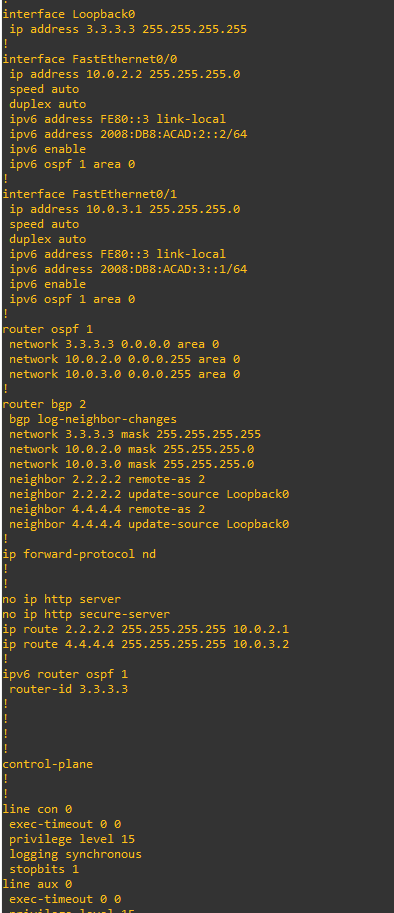 !
interface Loopback0
 ip address 3.3.3.3 255.255.255.255
!
interface FastEthernet0/0
 ip address 10.0.2.2 255.255.255.0
 speed auto
 duplex auto
 ipv6 address FE80::3 link-local
 ipv6 address 2008:DB8:ACAD:2::2/64
 ipv6 enable
 ipv6 ospf 1 area 0
!
interface FastEthernet0/1
 ip address 10.0.3.1 255.255.255.0
 speed auto
 duplex auto
 ipv6 address FE80::3 link-local
 ipv6 address 2008:DB8:ACAD:3::1/64
 ipv6 enable
 ipv6 ospf 1 area 0
!
router ospf 1
 network 3.3.3.3 0.0.0.0 area 0
 network 10.0.2.0 0.0.0.255 area 0
 network 10.0.3.0 0.0.0.255 area 0
!
router bgp 2
 bgp log-neighbor-changes
 network 3.3.3.3 mask 255.255.255.255
 network 10.0.2.0 mask 255.255.255.0
 network 10.0.3.0 mask 255.255.255.0
 neighbor 2.2.2.2 remote-as 2
 neighbor 2.2.2.2 update-source Loopback0
 neighbor 4.4.4.4 remote-as 2
 neighbor 4.4.4.4 update-source Loopback0
!
ip forward-protocol nd
!
!
no ip http server
no ip http secure-server
ip route 2.2.2.2 255.255.255.255 10.0.2.1
ip route 4.4.4.4 255.255.255.255 10.0.3.2
!
ipv6 router ospf 1
 router-id 3.3.3.3
!
!
!
!
control-plane
!
!
line con 0
 exec-timeout 0 0
 privilege level 15
 logging synchronous
 stopbits 1
line aux 0
 exec-timeout 0 0
 privilege level 15